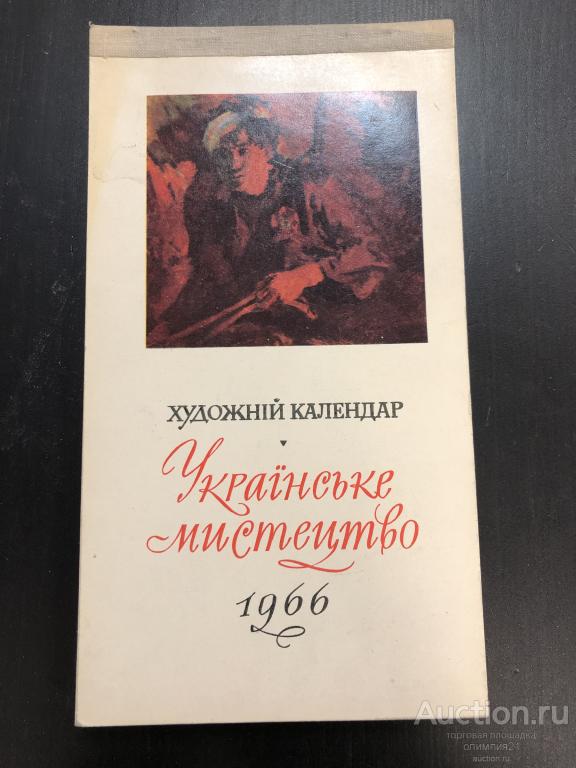 ХУДОЖНІЙ КАЛЕНДАР
Українське
мистецтво
1966
Auction.ru
торговая площадка
олимпия24
auction.ru